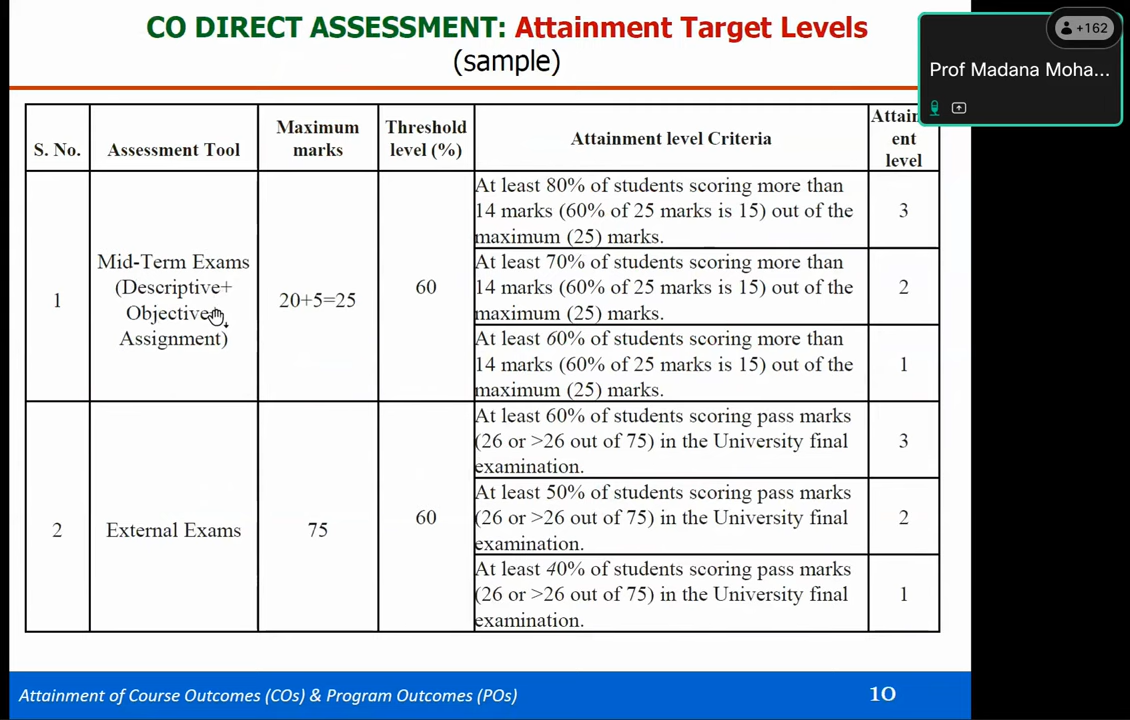 CO DIRECT ASSESSMENT: Attainment Target Levels
(sample)
+162
Prof Madana Moha...
S. No.
Assessment Tool
Maximum
marks
Threshold
level (%)
Attainment level Criteria
Attain
ent
level
1
Mid-Term Exams
(Descriptive+
Objective+
Assignment)
20+5=25
60
At least 80% of students scoring more than
14 marks (60% of 25 marks is 15) out of the
maximum (25) marks.
3
At least 70% of students scoring more than
14 marks (60% of 25 marks is 15) out of the
maximum (25) marks.
2
At least 60% of students scoring more than
14 marks (60% of 25 marks is 15) out of the
maximum (25) marks.
1
2
External Exams
75
60
At least 60% of students scoring pass marks
(26 or >26 out of 75) in the University final
examination.
3
At least 50% of students scoring pass marks
(26 or >26 out of 75) in the University final
examination.
2
At least 40% of students scoring pass marks
(26 or >26 out of 75) in the University final
examination.
1
Attainment of Course Outcomes (COs) & Program Outcomes (POs)
10